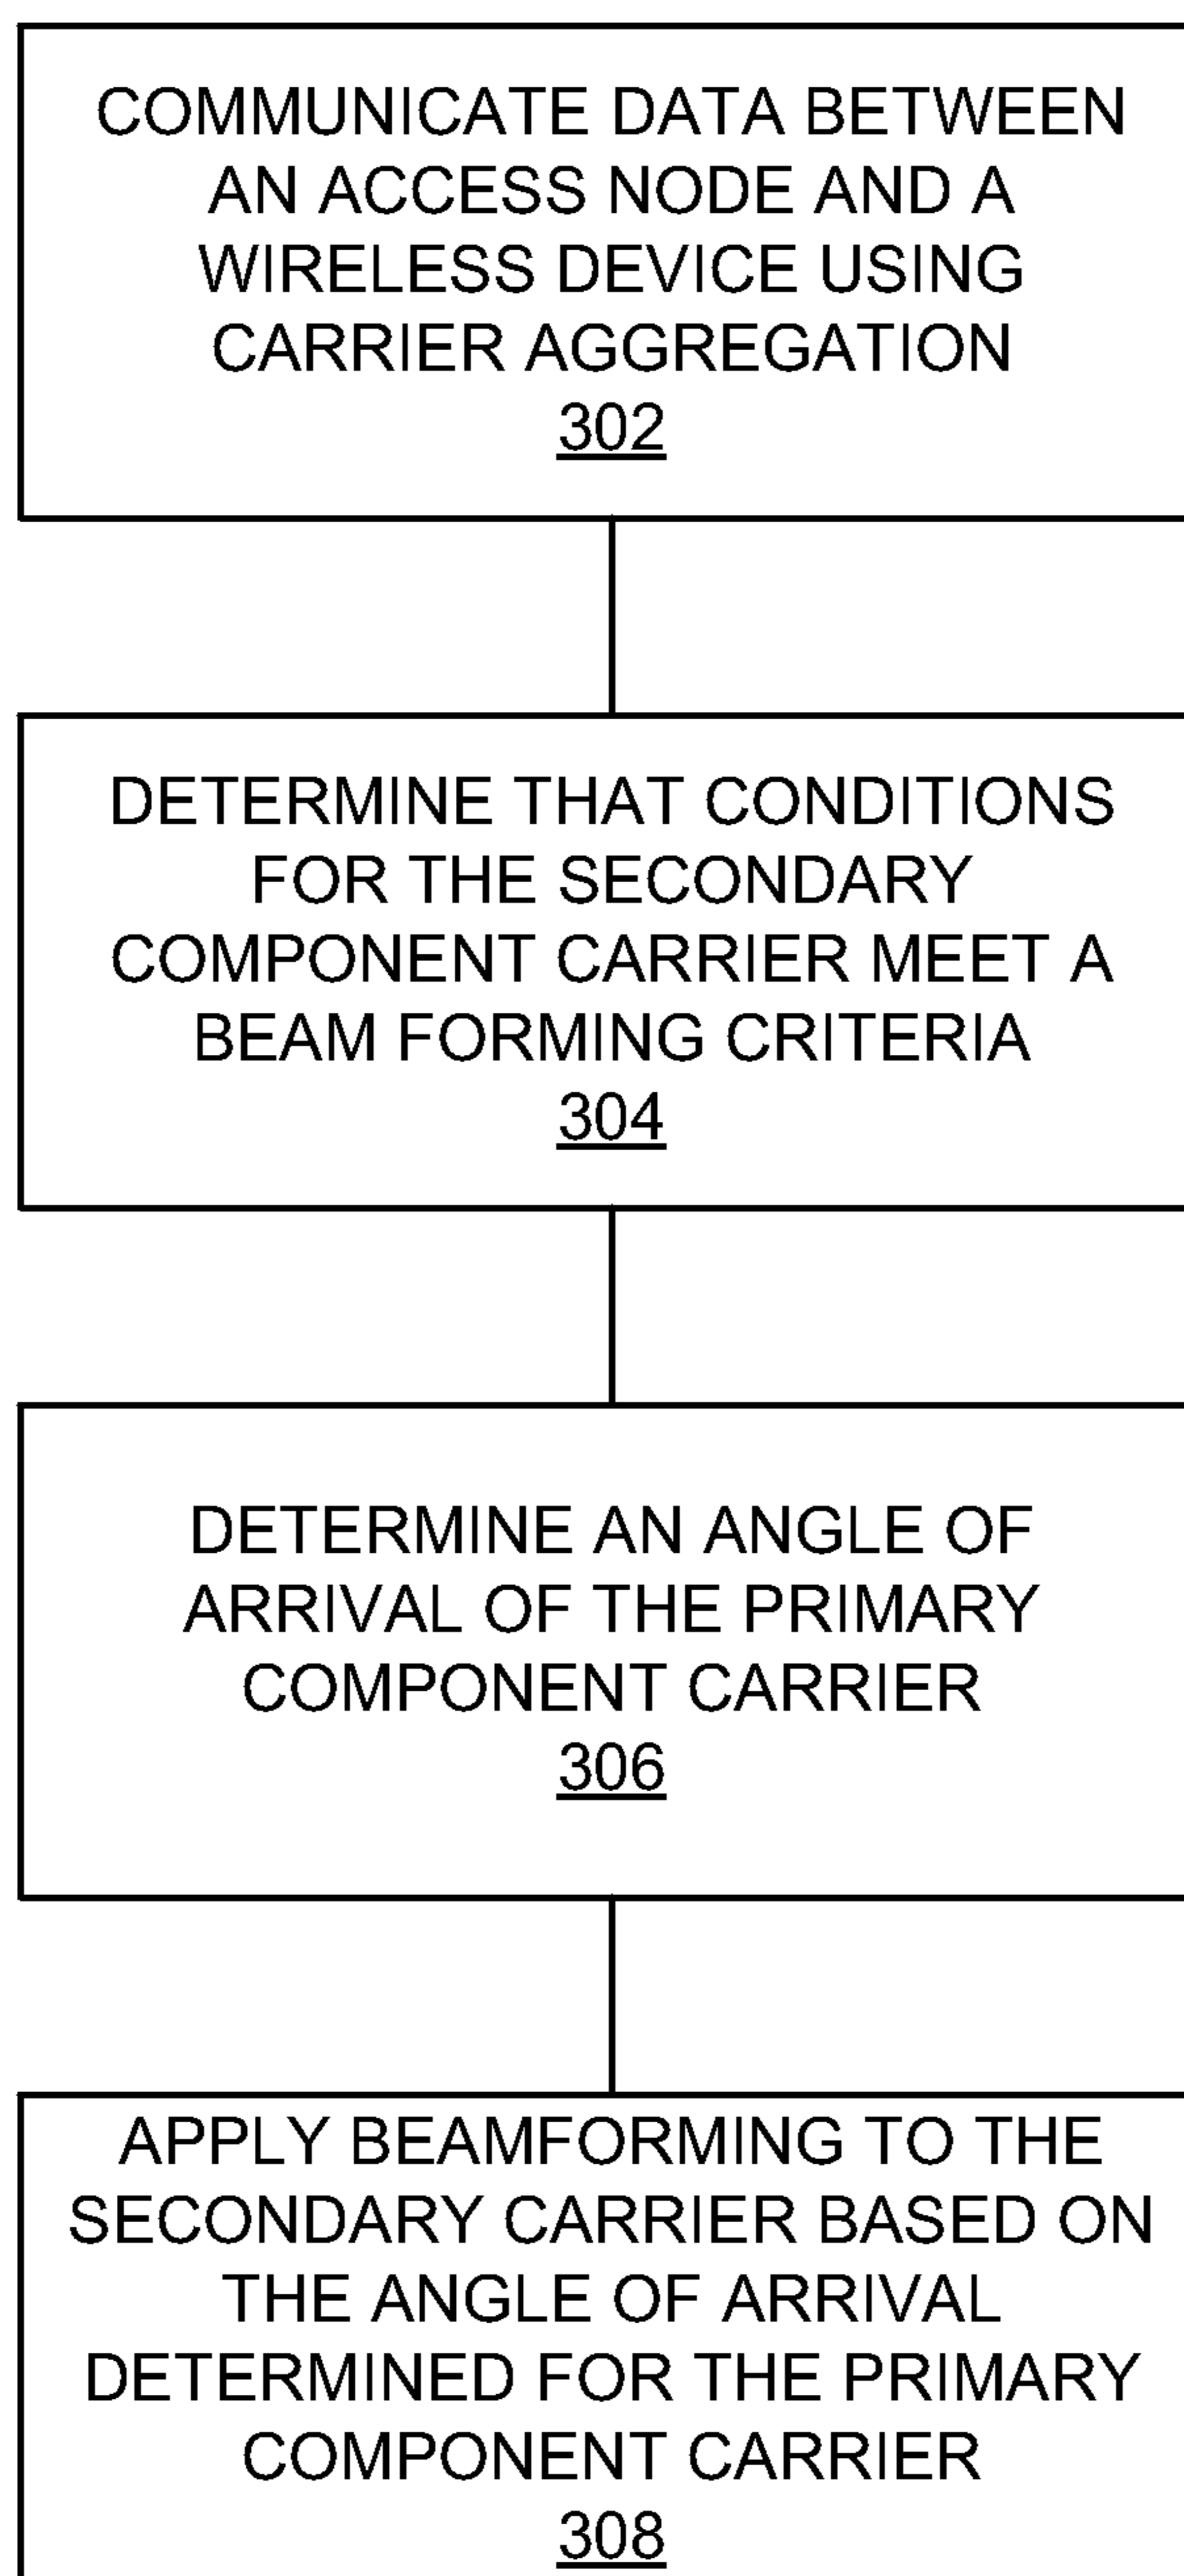 COMMUNICATE DATA BETWEEN
AN ACCESS NODE AND A
WIRELESS DEVICE USING
CARRIER AGGREGATION
302
DETERMINE THAT CONDITIONS
FOR THE SECONDARY
COMPONENT CARRIER MEET A
BEAM FORMING CRITERIA
304
DETERMINE AN ANGLE OF
ARRIVAL OF THE PRIMARY
COMPONENT CARRIER
306
APPLY BEAMFORMING TO THE
SECONDARY CARRIER BASED ON
THE ANGLE OF ARRIVAL
DETERMINED FOR THE PRIMARY
COMPONENT CARRIER
308